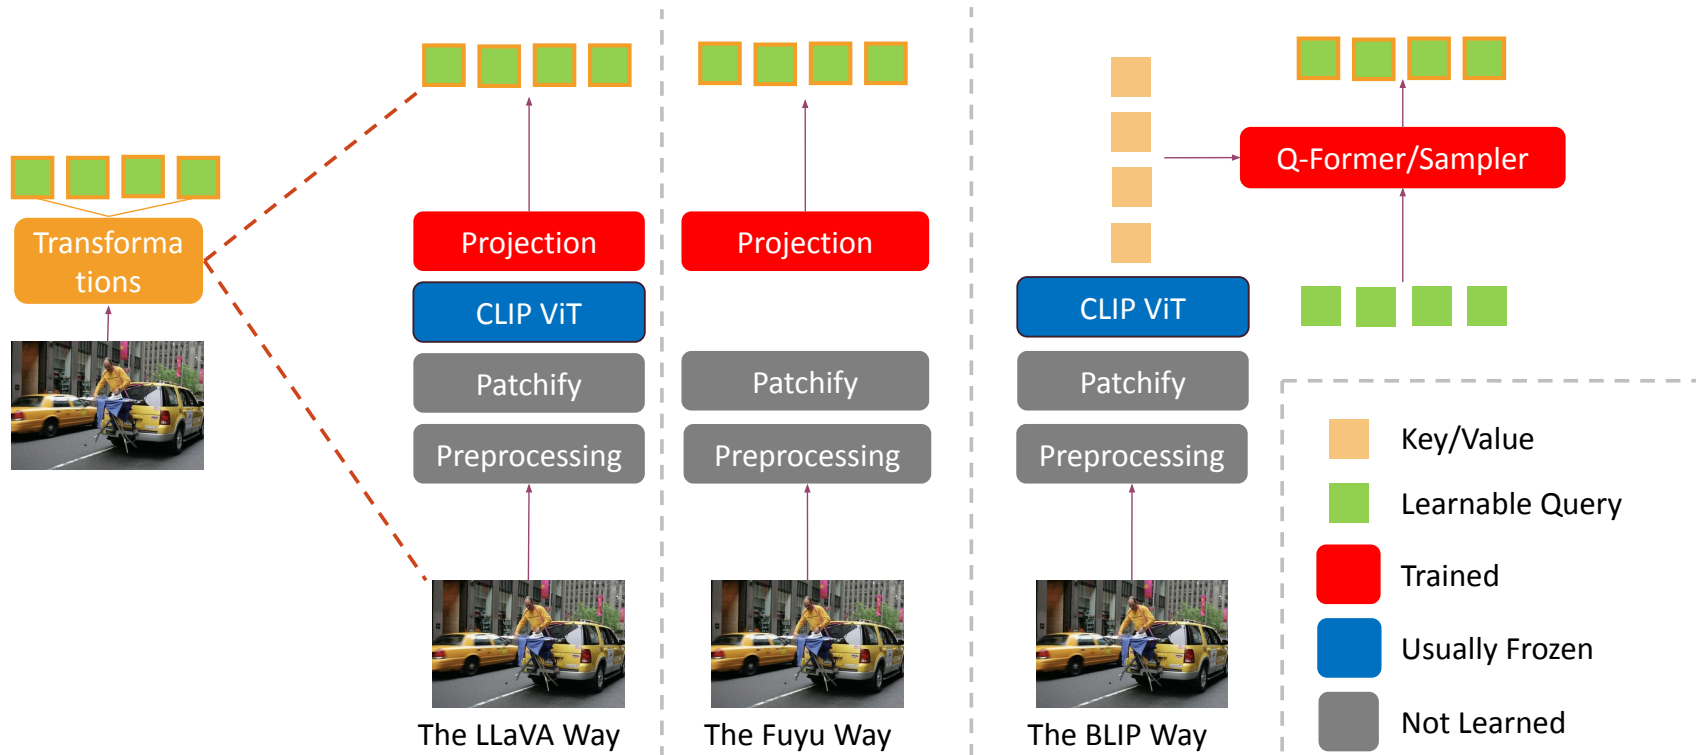 Transforma
tions
Projection
CLIP ViT
Patchify
Preprocessing
The LLaVA Way
Projection
Patchify
Preprocessing
The Fuyu Way
Q-Former/Sampler
CLIP ViT
Patchify
Preprocessing
The BLIP Way
Key/Value
Learnable Query
Trained
Usually Frozen
Not Learned